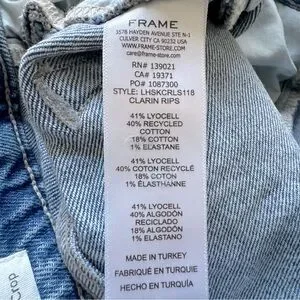 FRAME
3578 HAYDEN AVENUE STE N-1
CULVER CITY CA 90232 USA
WWW.FRAME-STORE.COM
care@frame-store.com
RN# 139021
CA# 19371
PO# 1087300
STYLE: LHSKCRLS118
CLARIN RIPS
41% LYOCELL
40% RECYCLED
COTTON
18% COTTON
1% ELASTANE
41% LYOCELL
40% COTON RECYCLÉ
18% COTON
1% ÉLASTHANNE
41% LYOCELL
40% ALGODÓN
RECICLADO
18% ALGODÓN
1% ELASTANO
MADE IN TURKEY
FABRIQUÉ EN TURQUIE
HECHO EN TURQUÍA